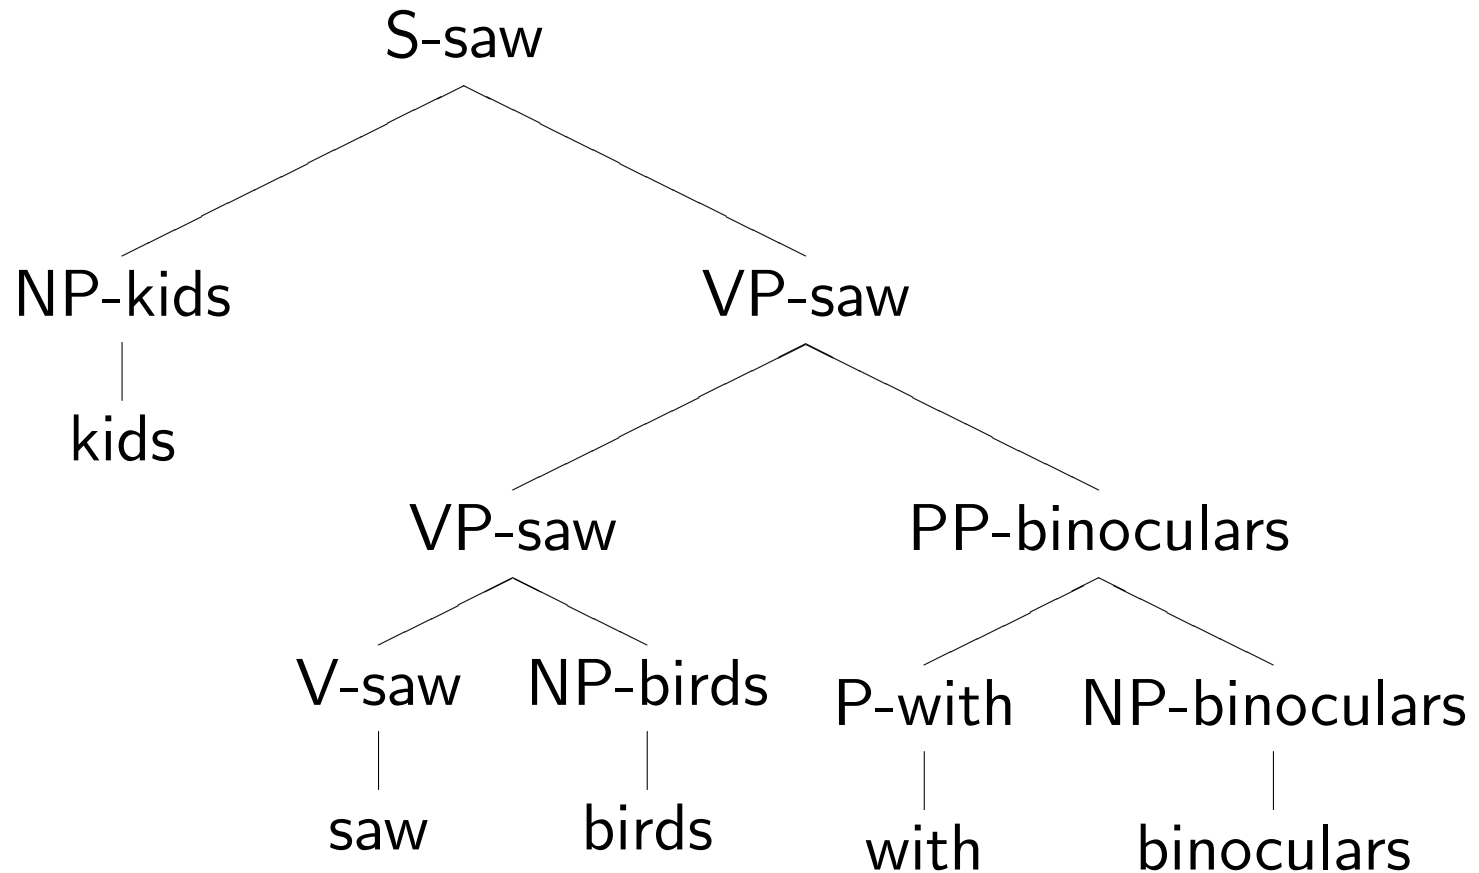 S-saw
NP-kids VP-saw
kids
VP-saw PP-binoculars
V-saw NP-birds P-with NP-binoculars
saw birds with binoculars